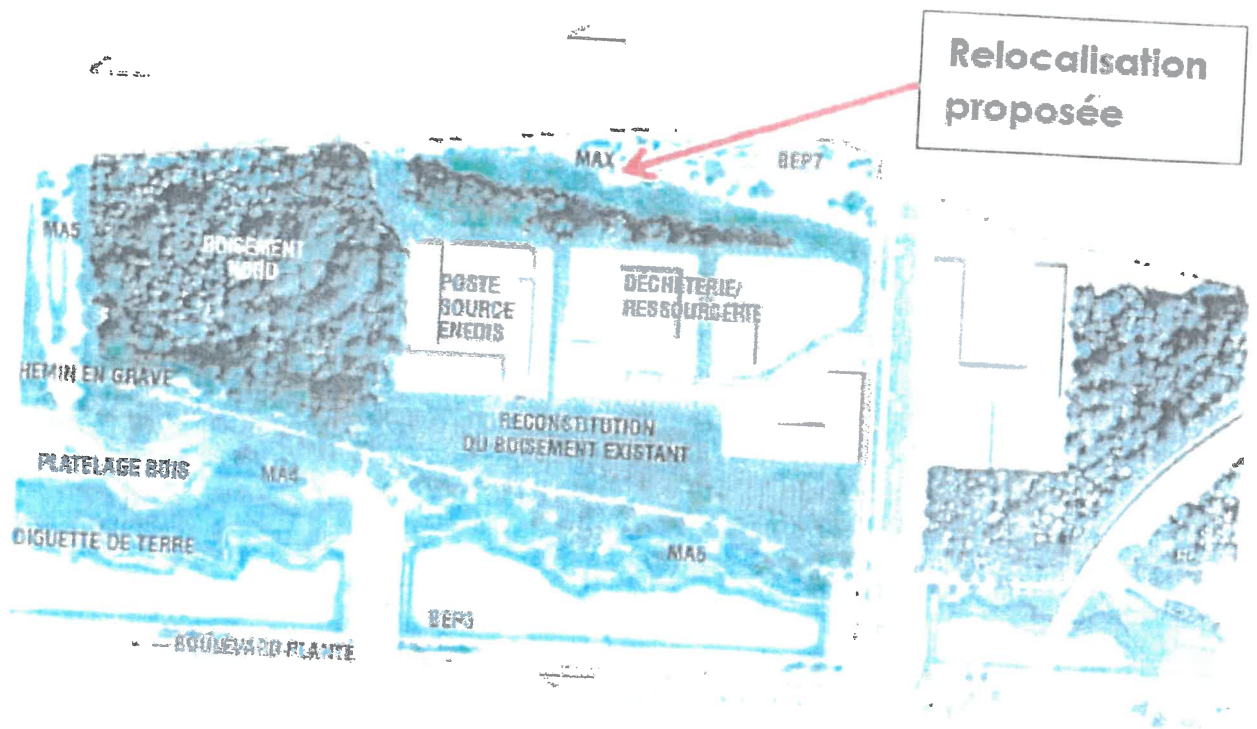 Relocalisation
proposée
MAX
BEP7
MA5
BOISEMENT
NORD
POSTE
SOURCE
ENEDIS
DECHETERIE/
RESSOURCERIE
HEMIN EN GRAVE
RECONSTITUTION
DU BOISEMENT EXISTANT
PLATELAGE BOIS
MA4
DIGUETTE DE TERRE
MA5
BEP3
BOULEVARD PLANTE